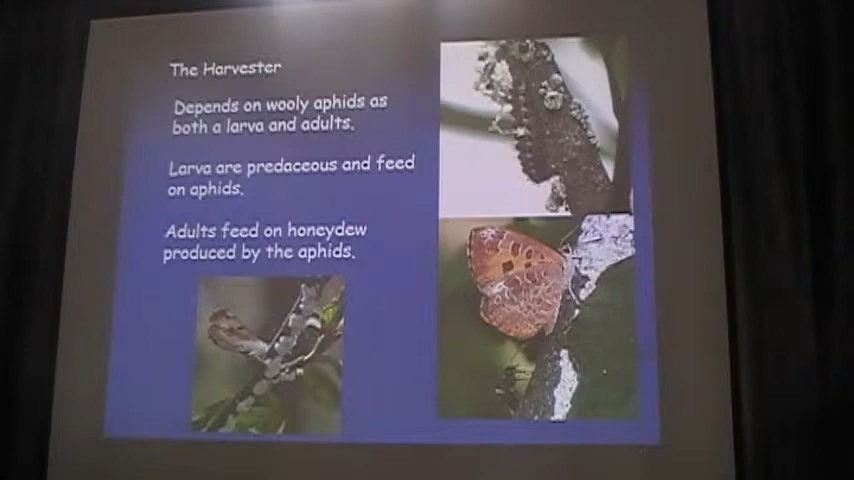 The Harvester
Depends on wooly aphids as
both a larva and adults.
Larva are predaceous and feed
on aphids.
Adults feed on honeydew
produced by the aphids.